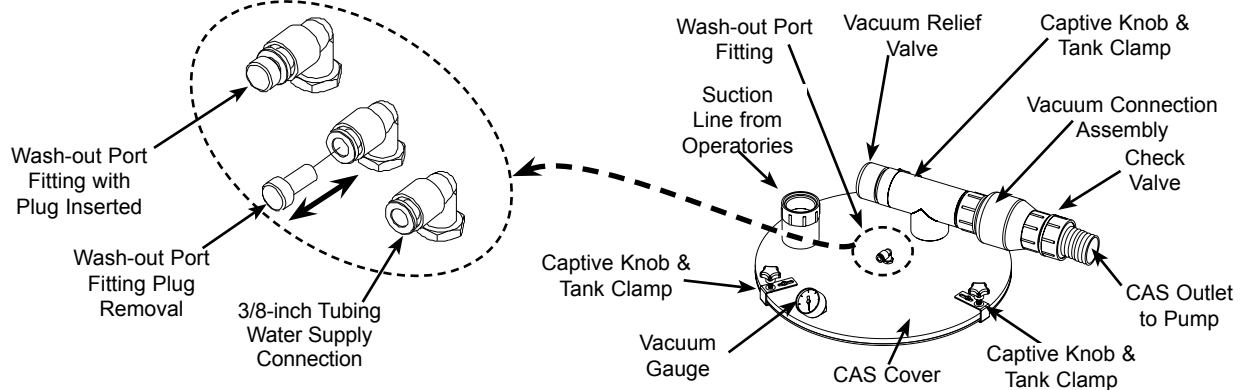 Wash-out Port
Fitting with
Plug Inserted
Wash-out Port
Fitting Plug
Removal
3/8-inch Tubing
Water Supply
Connection
Wash-out Port
Fitting
Suction
Line from
Operatories
Vacuum Relief
Valve
Captive Knob &
Tank Clamp
Vacuum Connection
Assembly
Check
Valve
Captive Knob &
Tank Clamp
Vacuum
Gauge
CAS Cover
Captive Knob &
Tank Clamp
CAS Outlet
to Pump